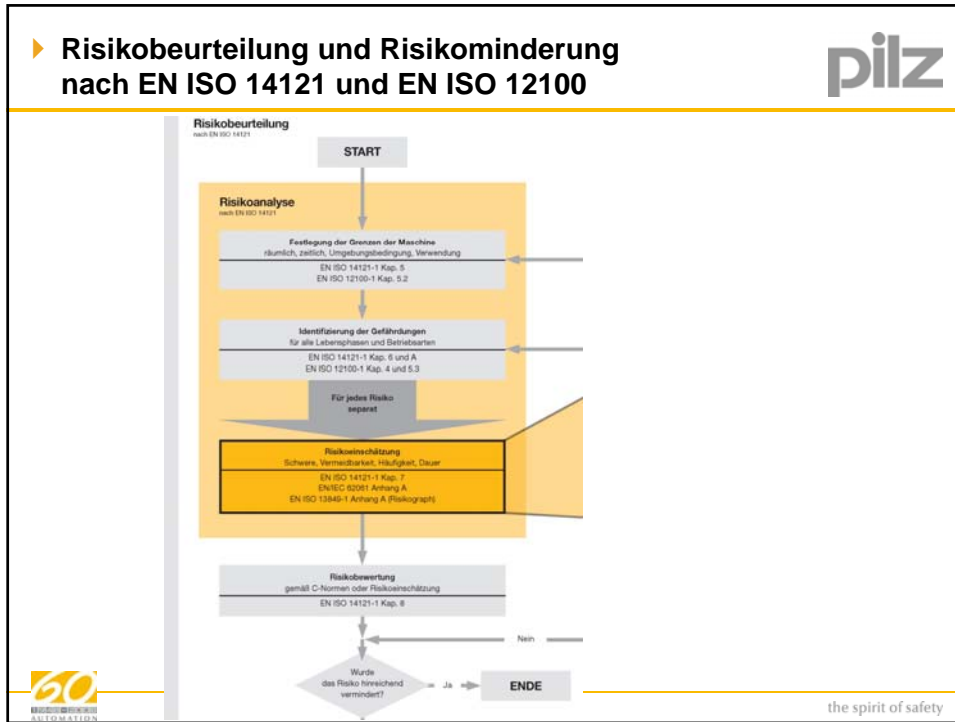 Risikobeurteilung und Risikominderung
nach EN ISO 14121 und EN ISO 12100
pilz
Risikobeurteilung
nach EN ISO 14121
START
Risikoanalyse
nach EN ISO 14121
Festlegung der Grenzen der Maschine
räumlich, zeitlich, Umgebungsbedingung, Verwendung
EN ISO 14121-1 Kap. 5
EN ISO 12100-1 Kap. 5.2
Identifizierung der Gefährdungen
für alle Lebensphasen und Betriebsarten
EN ISO 14121-1 Kap. 6 und A
EN ISO 12100-1 Kap. 4 und 5.3
Für jedes Risiko
separat
Risikoeinschätzung
Schwere, Vermeidbarkeit, Häufigkeit, Dauer
EN ISO 14121-1 Kap. 7
EN/IEC 62061 Anhang A
EN ISO 13849-1 Anhang A (Risikograph)
Risikobewertung
gemäß C-Normen oder Risikoeinschätzung
EN ISO 14121-1 Kap. 8
Nein
Wurde
das Risiko hinreichend
vermindert?
Ja
ENDE
60
AUTOMATION
the spirit of safety